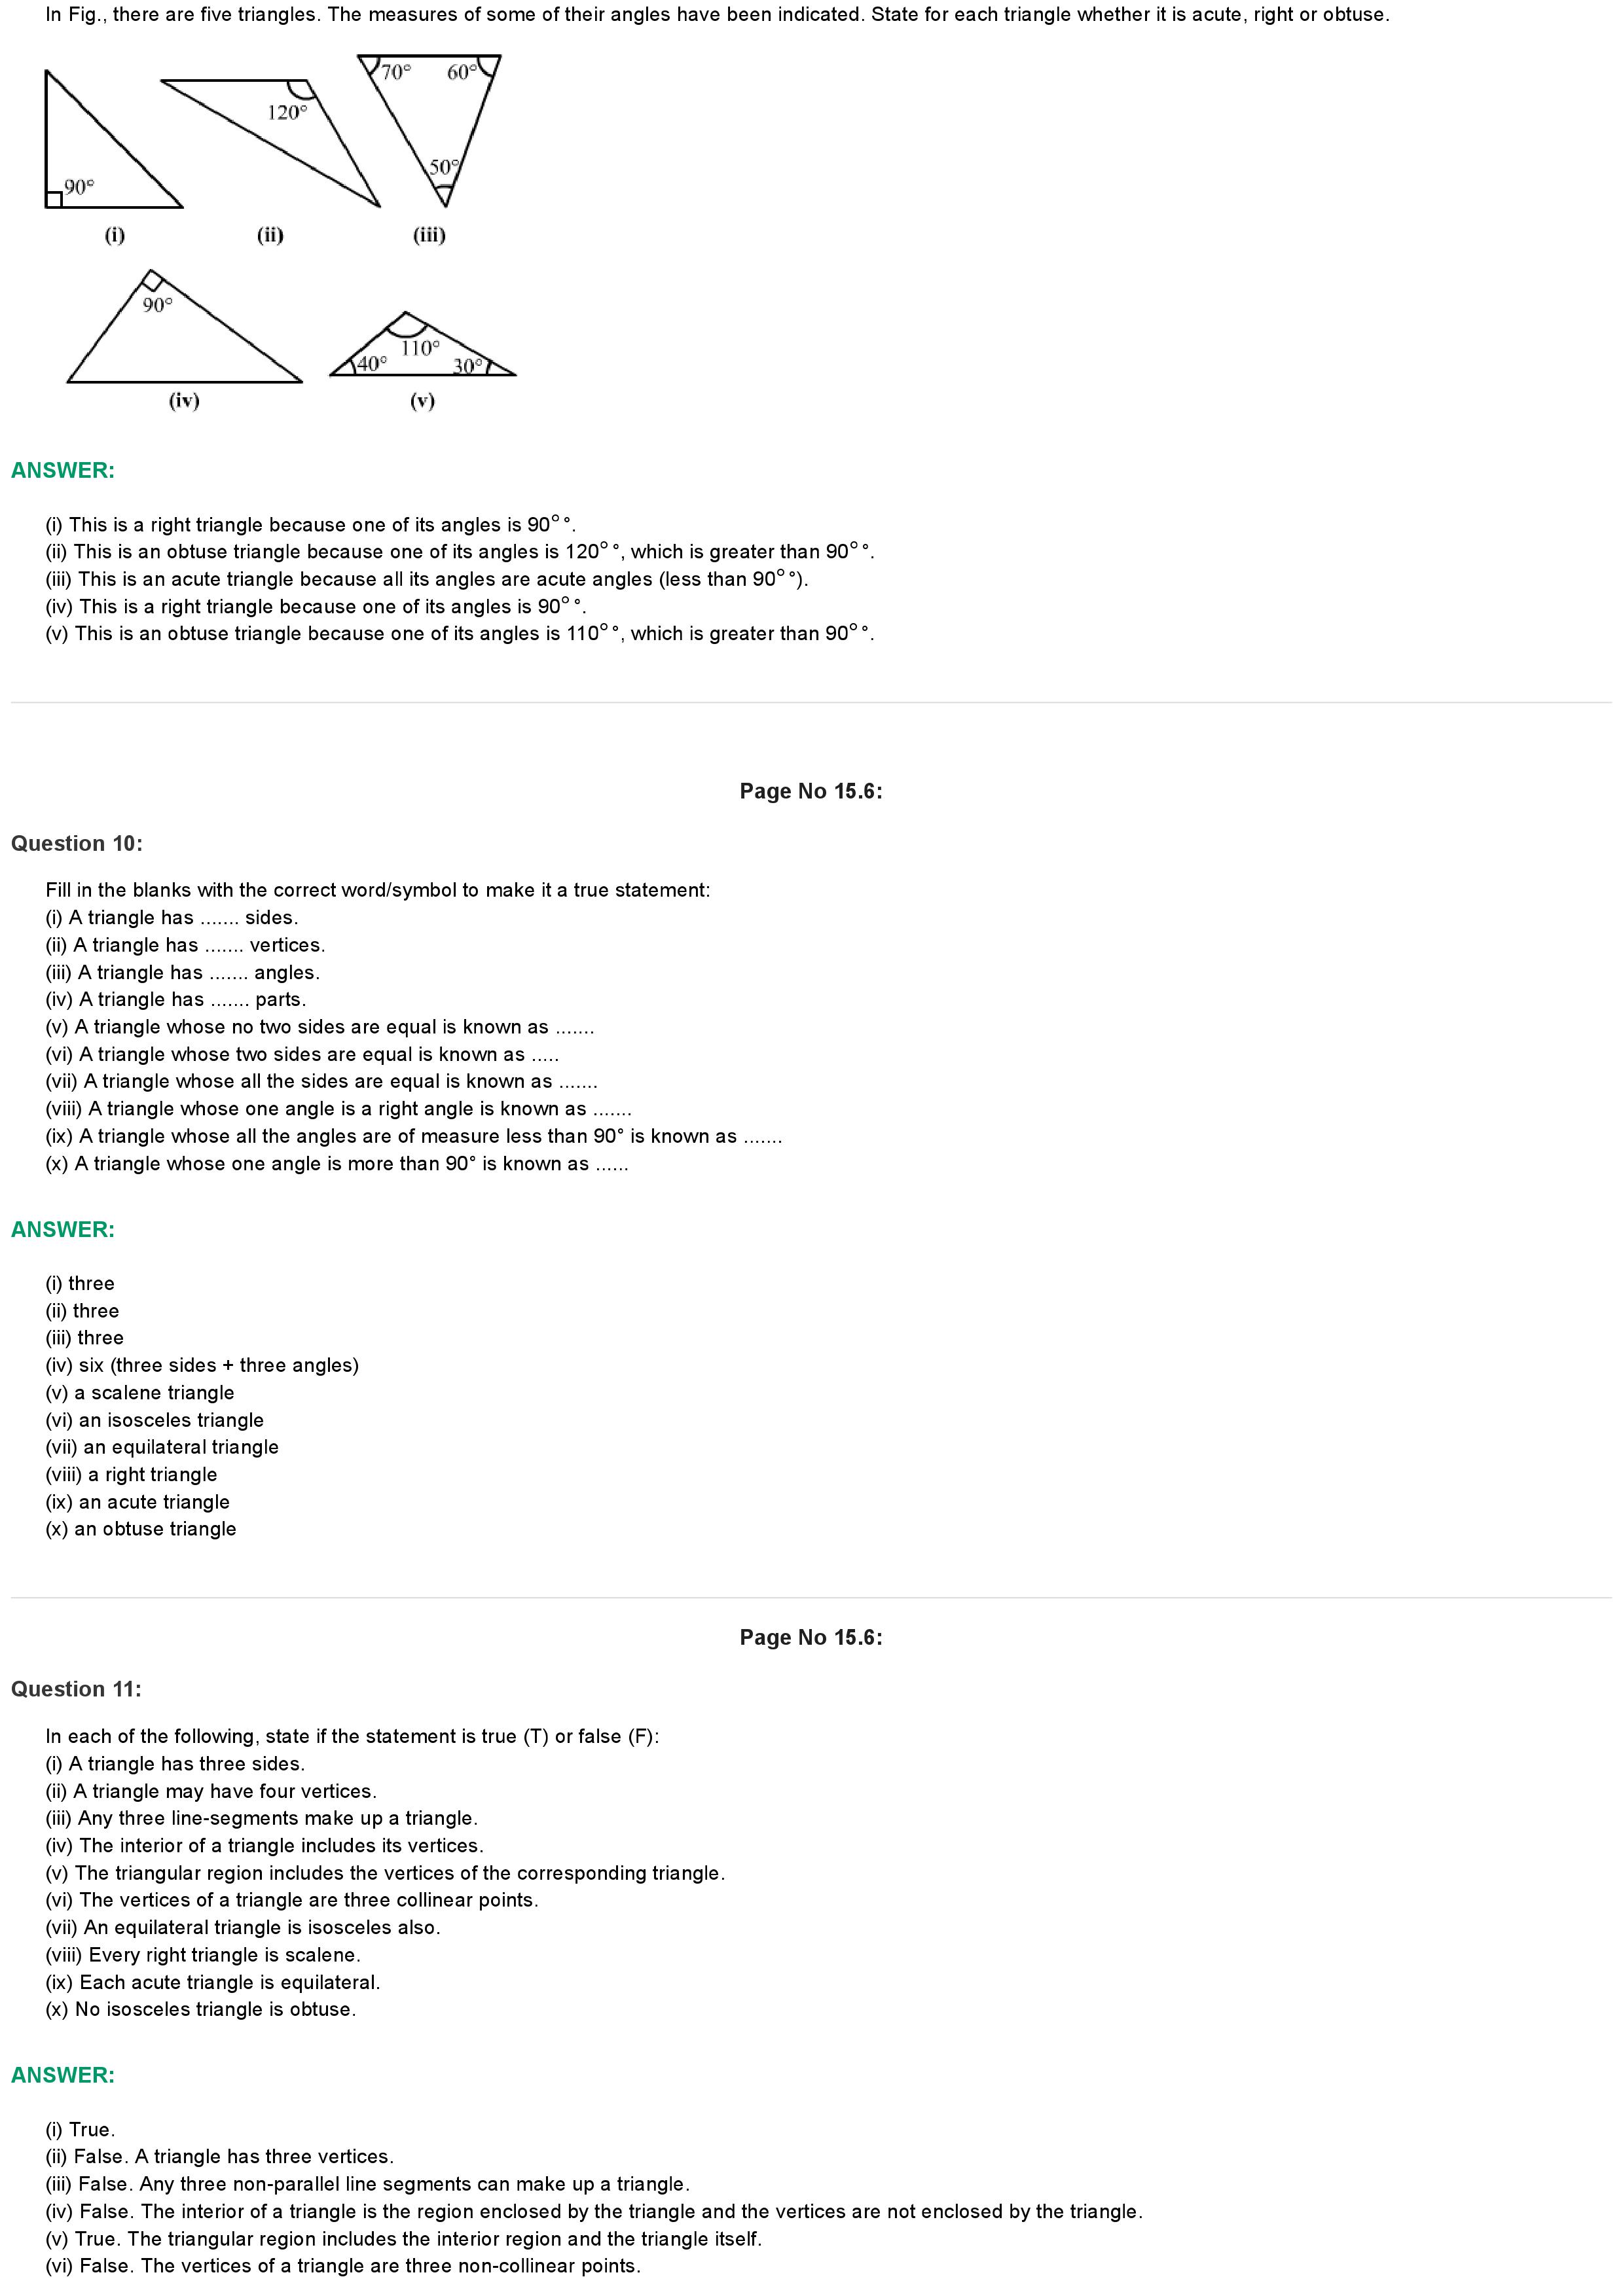 In Fig., there are five triangles. The measures of some of their angles have been indicated. State for each triangle whether it is acute, right or obtuse.
70° 60°
120°
50°
90°
(i) (ii) (iii)
90°
110°
40° 30°
(iv) (v)
ANSWER:
(i) This is a right triangle because one of its angles is 90°°.
(ii) This is an obtuse triangle because one of its angles is 120°°, which is greater than 90°°.
(iii) This is an acute triangle because all its angles are acute angles (less than 90°°).
(iv) This is a right triangle because one of its angles is 90°°.
(v) This is an obtuse triangle because one of its angles is 110°°, which is greater than 90°°.
Page No 15.6:
Question 10:
Fill in the blanks with the correct word/symbol to make it a true statement:
(i) A triangle has ....... sides.
(ii) A triangle has ....... vertices.
(iii) A triangle has ....... angles.
(iv) A triangle has ....... parts.
(v) A triangle whose no two sides are equal is known as .......
(vi) A triangle whose two sides are equal is known as .....
(vii) A triangle whose all the sides are equal is known as .......
(viii) A triangle whose one angle is a right angle is known as .......
(ix) A triangle whose all the angles are of measure less than 90° is known as .......
(x) A triangle whose one angle is more than 90° is known as ......
ANSWER:
(i) three
(ii) three
(iii) three
(iv) six (three sides + three angles)
(v) a scalene triangle
(vi) an isosceles triangle
(vii) an equilateral triangle
(viii) a right triangle
(ix) an acute triangle
(x) an obtuse triangle
Page No 15.6:
Question 11:
In each of the following, state if the statement is true (T) or false (F):
(i) A triangle has three sides.
(ii) A triangle may have four vertices.
(iii) Any three line-segments make up a triangle.
(iv) The interior of a triangle includes its vertices.
(v) The triangular region includes the vertices of the corresponding triangle.
(vi) The vertices of a triangle are three collinear points.
(vii) An equilateral triangle is isosceles also.
(viii) Every right triangle is scalene.
(ix) Each acute triangle is equilateral.
(x) No isosceles triangle is obtuse.
ANSWER:
(i) True.
(ii) False. A triangle has three vertices.
(iii) False. Any three non-parallel line segments can make up a triangle.
(iv) False. The interior of a triangle is the region enclosed by the triangle and the vertices are not enclosed by the triangle.
(v) True. The triangular region includes the interior region and the triangle itself.
(vi) False. The vertices of a triangle are three non-collinear points.